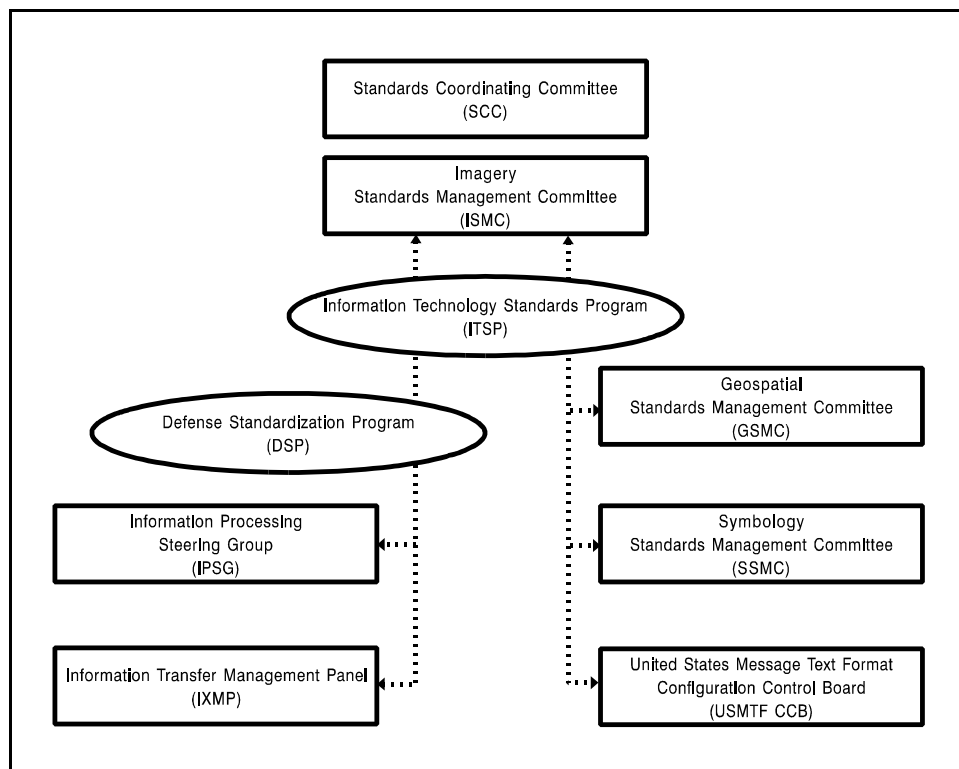 Standards Coordinating Committee
(SCC)
Imagery
Standards Management Committee
(ISMC)
Information Technology Standards Program
(ITSP)
Geospatial
Standards Management Committee
(GSMC)
Defense Standardization Program
(DSP)
Information Processing
Steering Group
(IPSG)
Symbology
Standards Management Committee
(SSMC)
Information Transfer Management Panel
(IXMP)
United States Message Text Format
Configuration Control Board
(USMTF CCB)